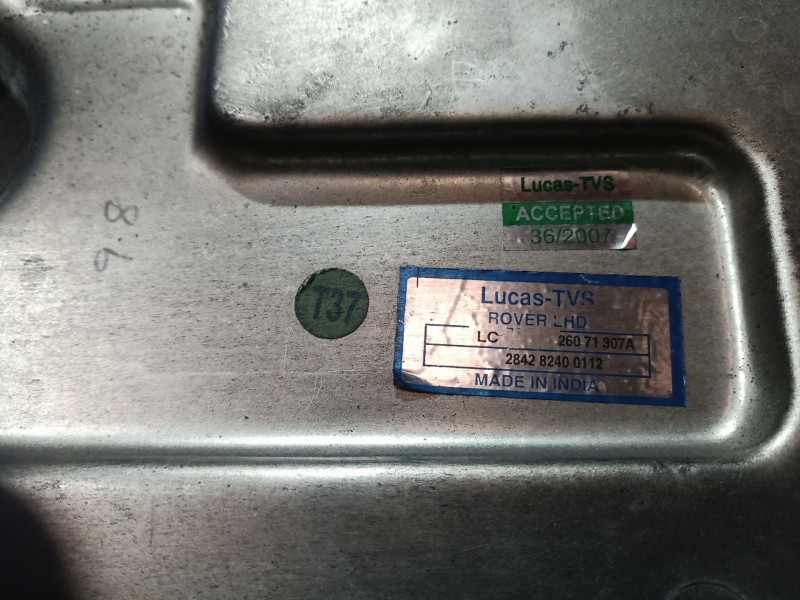 Lucas-TVS
ACCEPTED
36/2007
8.6
T37
Lucas-TVS
ROVER LHD
LC 260 71 307A
2842 8240 0112
MADE IN INDIA